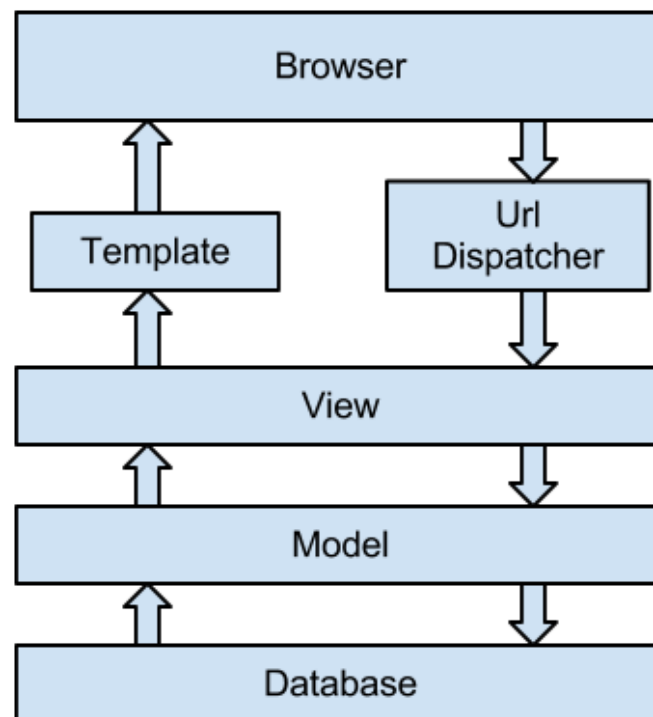 Browser
Template
Url
Dispatcher
View
Model
Database